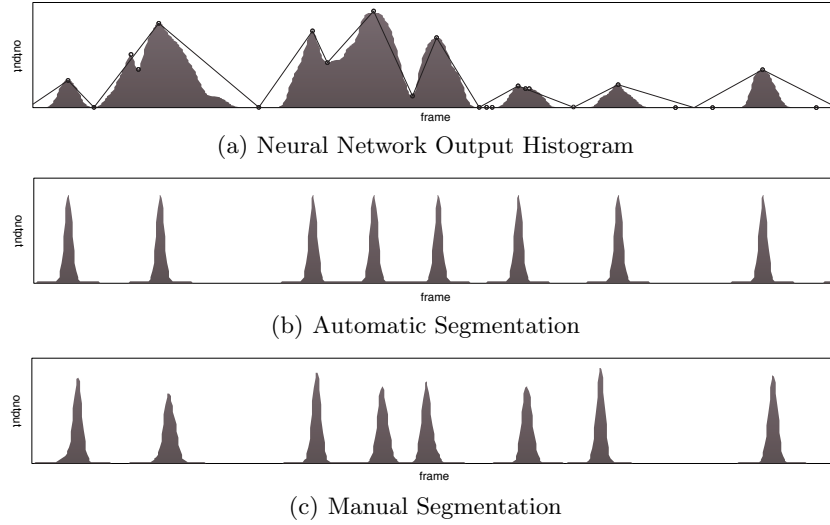 output
frame
(a) Neural Network Output Histogram
output
frame
(b) Automatic Segmentation
output
frame
(c) Manual Segmentation